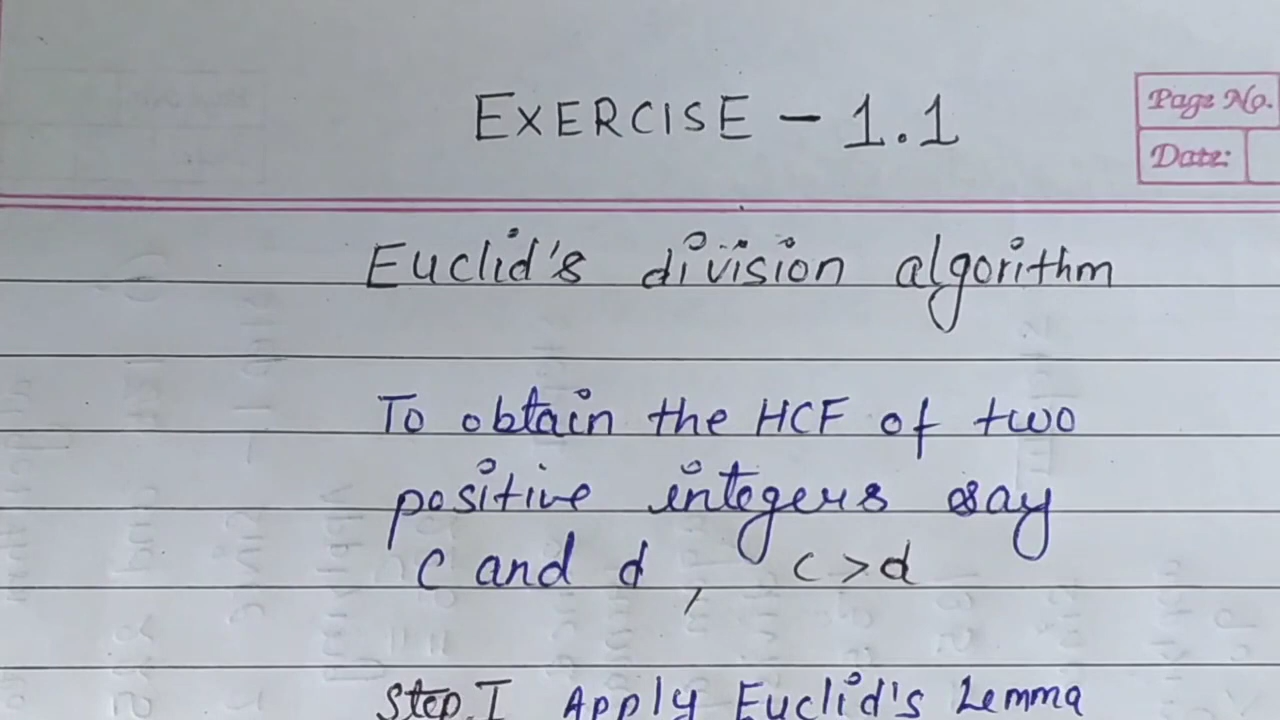 EXERCISE - 1.1
Page No.
Date:
Euclid's division algorithm
To obtain the HCF of two
positive integers say
c and d, c > d
Step. I Apply Euclid's Lemma